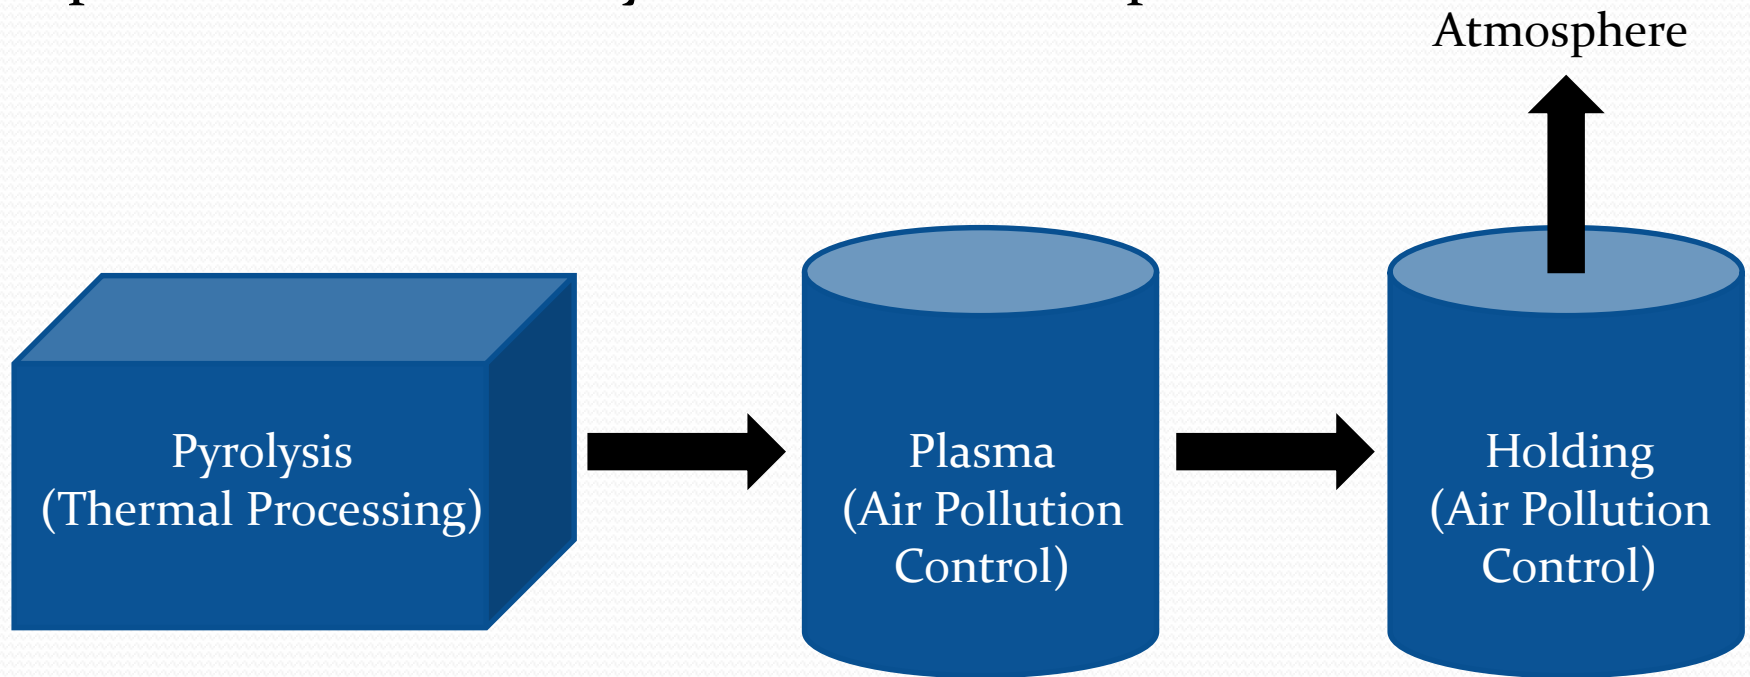 Atmosphere
Pyrolysis
(Thermal Processing)
Plasma
(Air Pollution
Control)
Holding
(Air Pollution
Control)